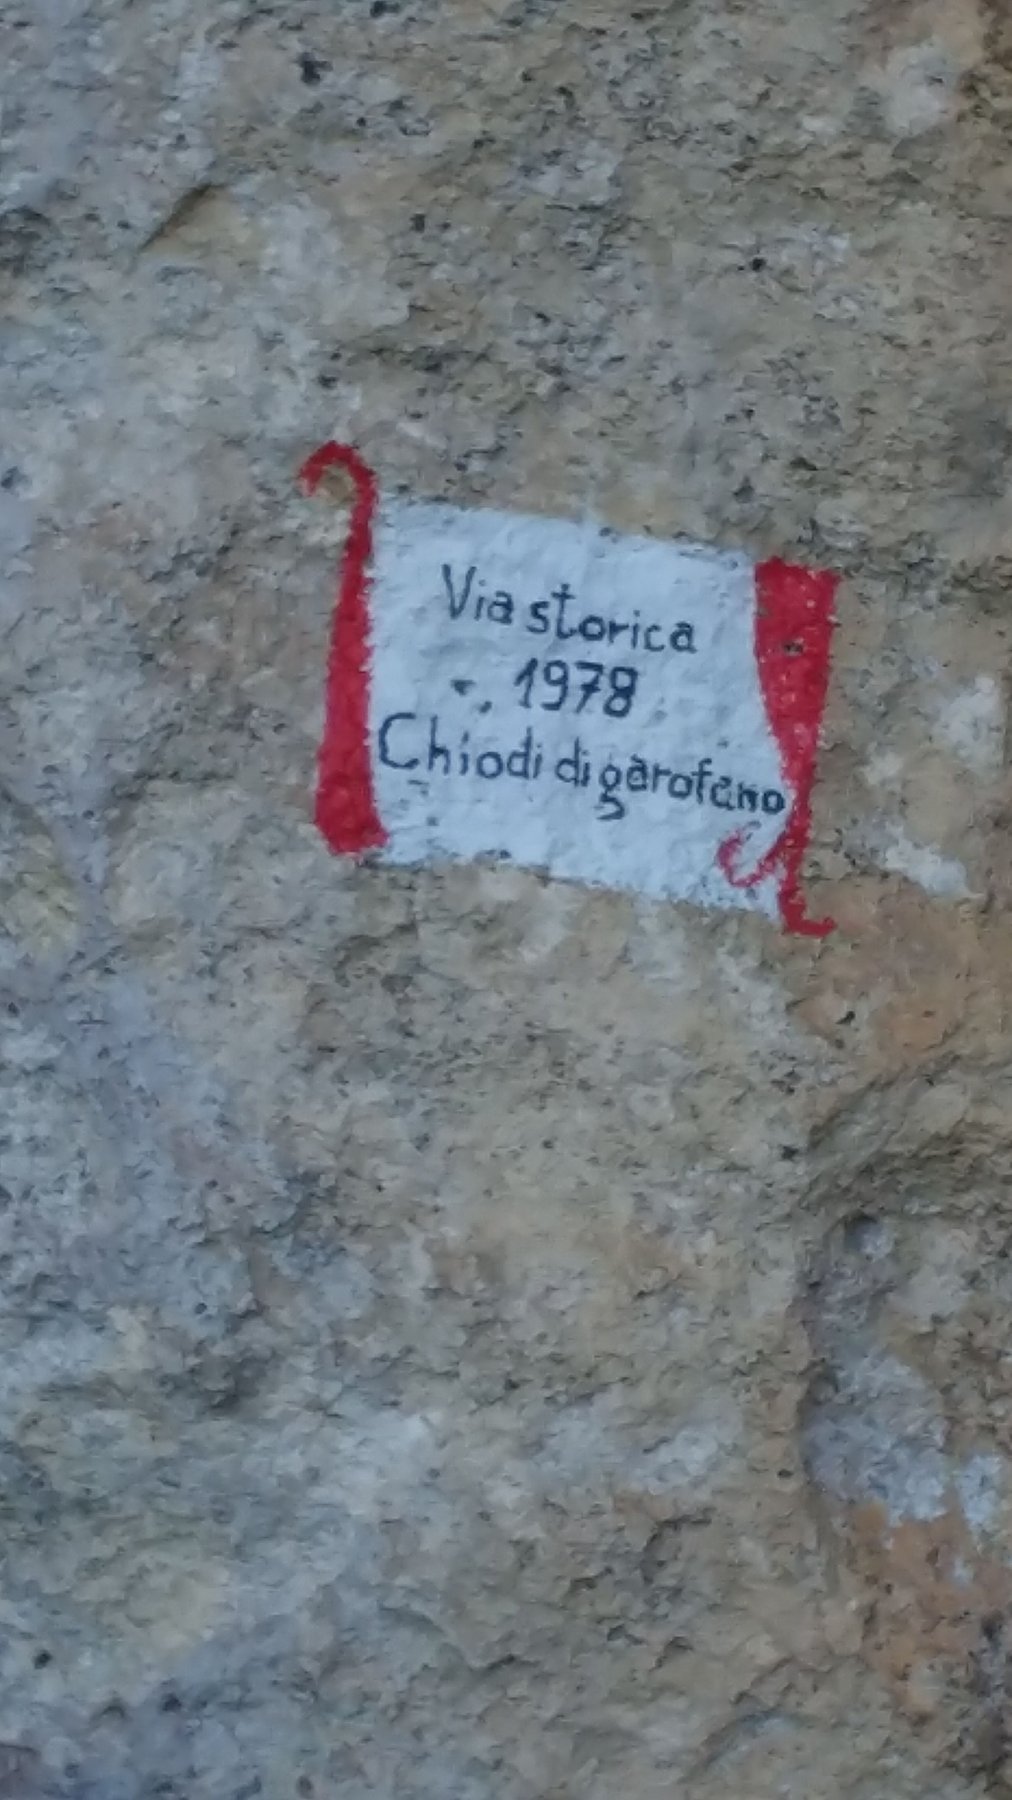 Via storica
1978
Chiodi di garofano